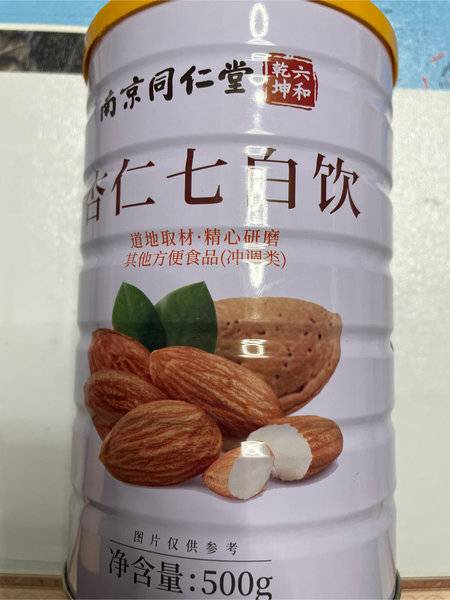 南京同仁堂
六和
乾坤
杏仁七白饮
道地取材·精心研磨
其他方便食品(冲调类)
图片仅供参考
净含量:500g